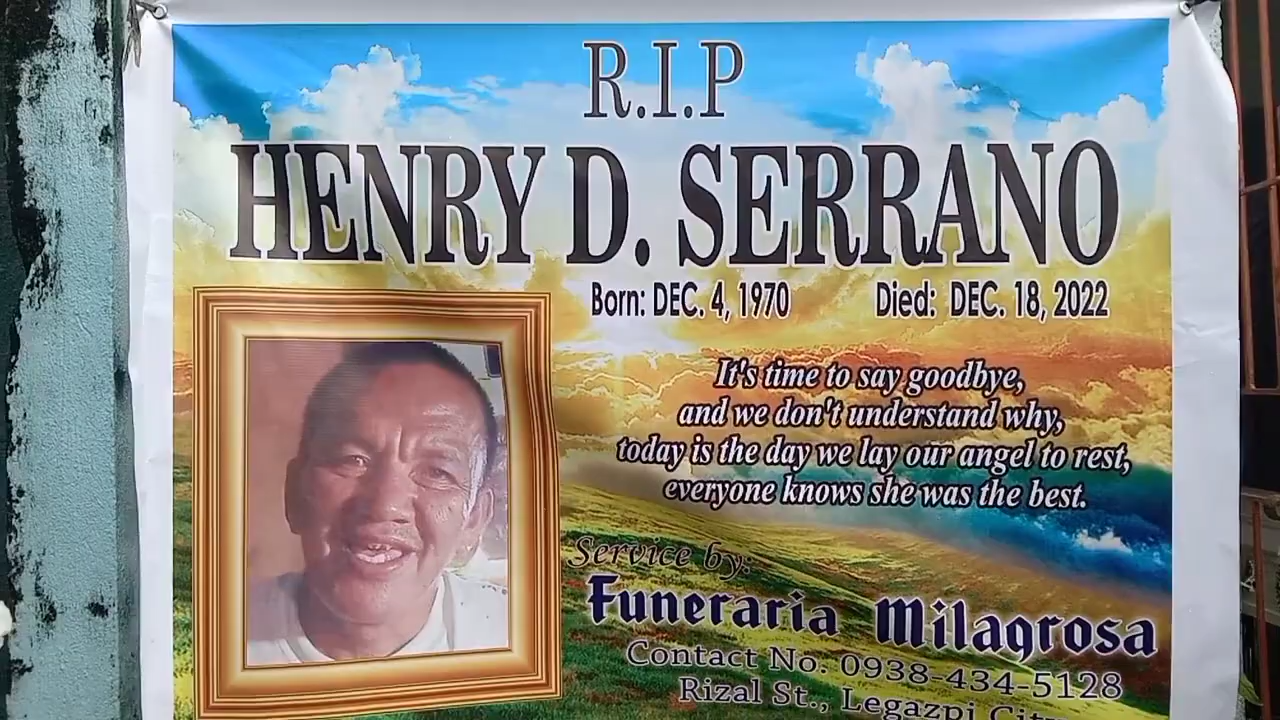 R.I.P
HENRY D. SERRANO
Born: DEC. 4, 1970 Died: DEC. 18, 2022
It's time to say goodbye,
and we don't understand why,
today is the day we lay our angel to rest,
everyone knows she was the best.
Service by:
Funeraria Milagrosa
Contact No. 0938-434-5128
Rizal St., Legazpi City